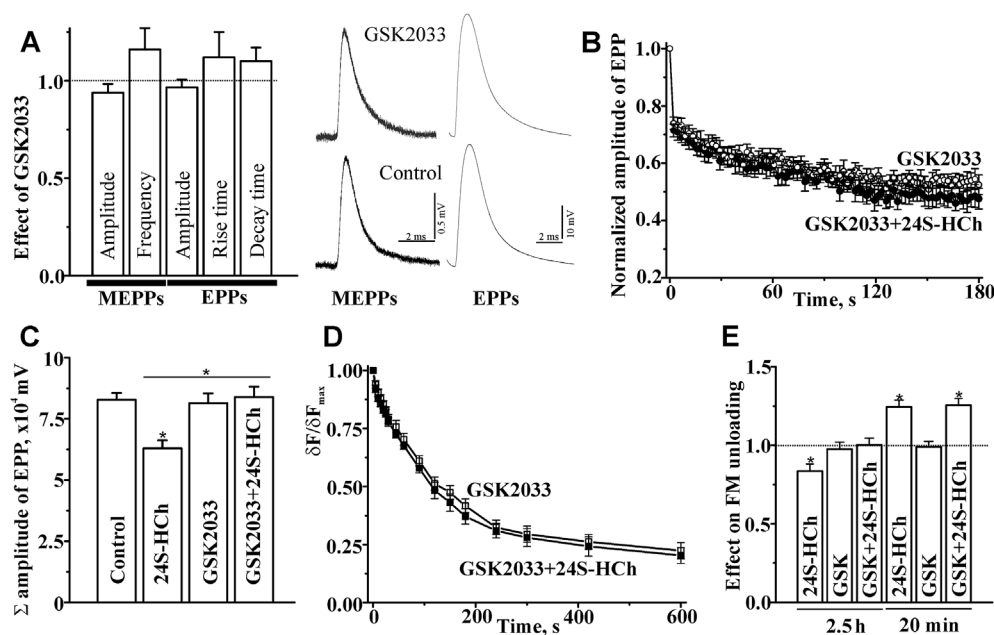 A
Effect of GSK2033
1.0
0.5
0.0
Amplitude
Frequency
Amplitude
Rise time
Decay time
MEPPs
EPPs
GSK2033
Control
2 ms
0.5 mV
2 ms
10 mV
MEPPs
EPPs
B
Normalized amplitude of EPP
1.0
0.8
0.6
0.4
0.2
GSK2033
GSK2033+24S-HCh
0
60
120
180
Time, s
C
Σ amplitude of EPP, x10⁴ mV
10
8
5
3
0
*
*
Control
24S-HCh
GSK2033
GSK2033+24S-HCh
D
δF/δFmax
1.00
0.75
0.50
0.25
0.00
GSK2033
GSK2033+24S-HCh
0
200
400
600
Time, s
E
Effect on FM unloading
1.5
1.0
0.5
0.0
*
*
*
24S-HCh
GSK
GSK+24S-HCh
24S-HCh
GSK
GSK+24S-HCh
2.5 h
20 min